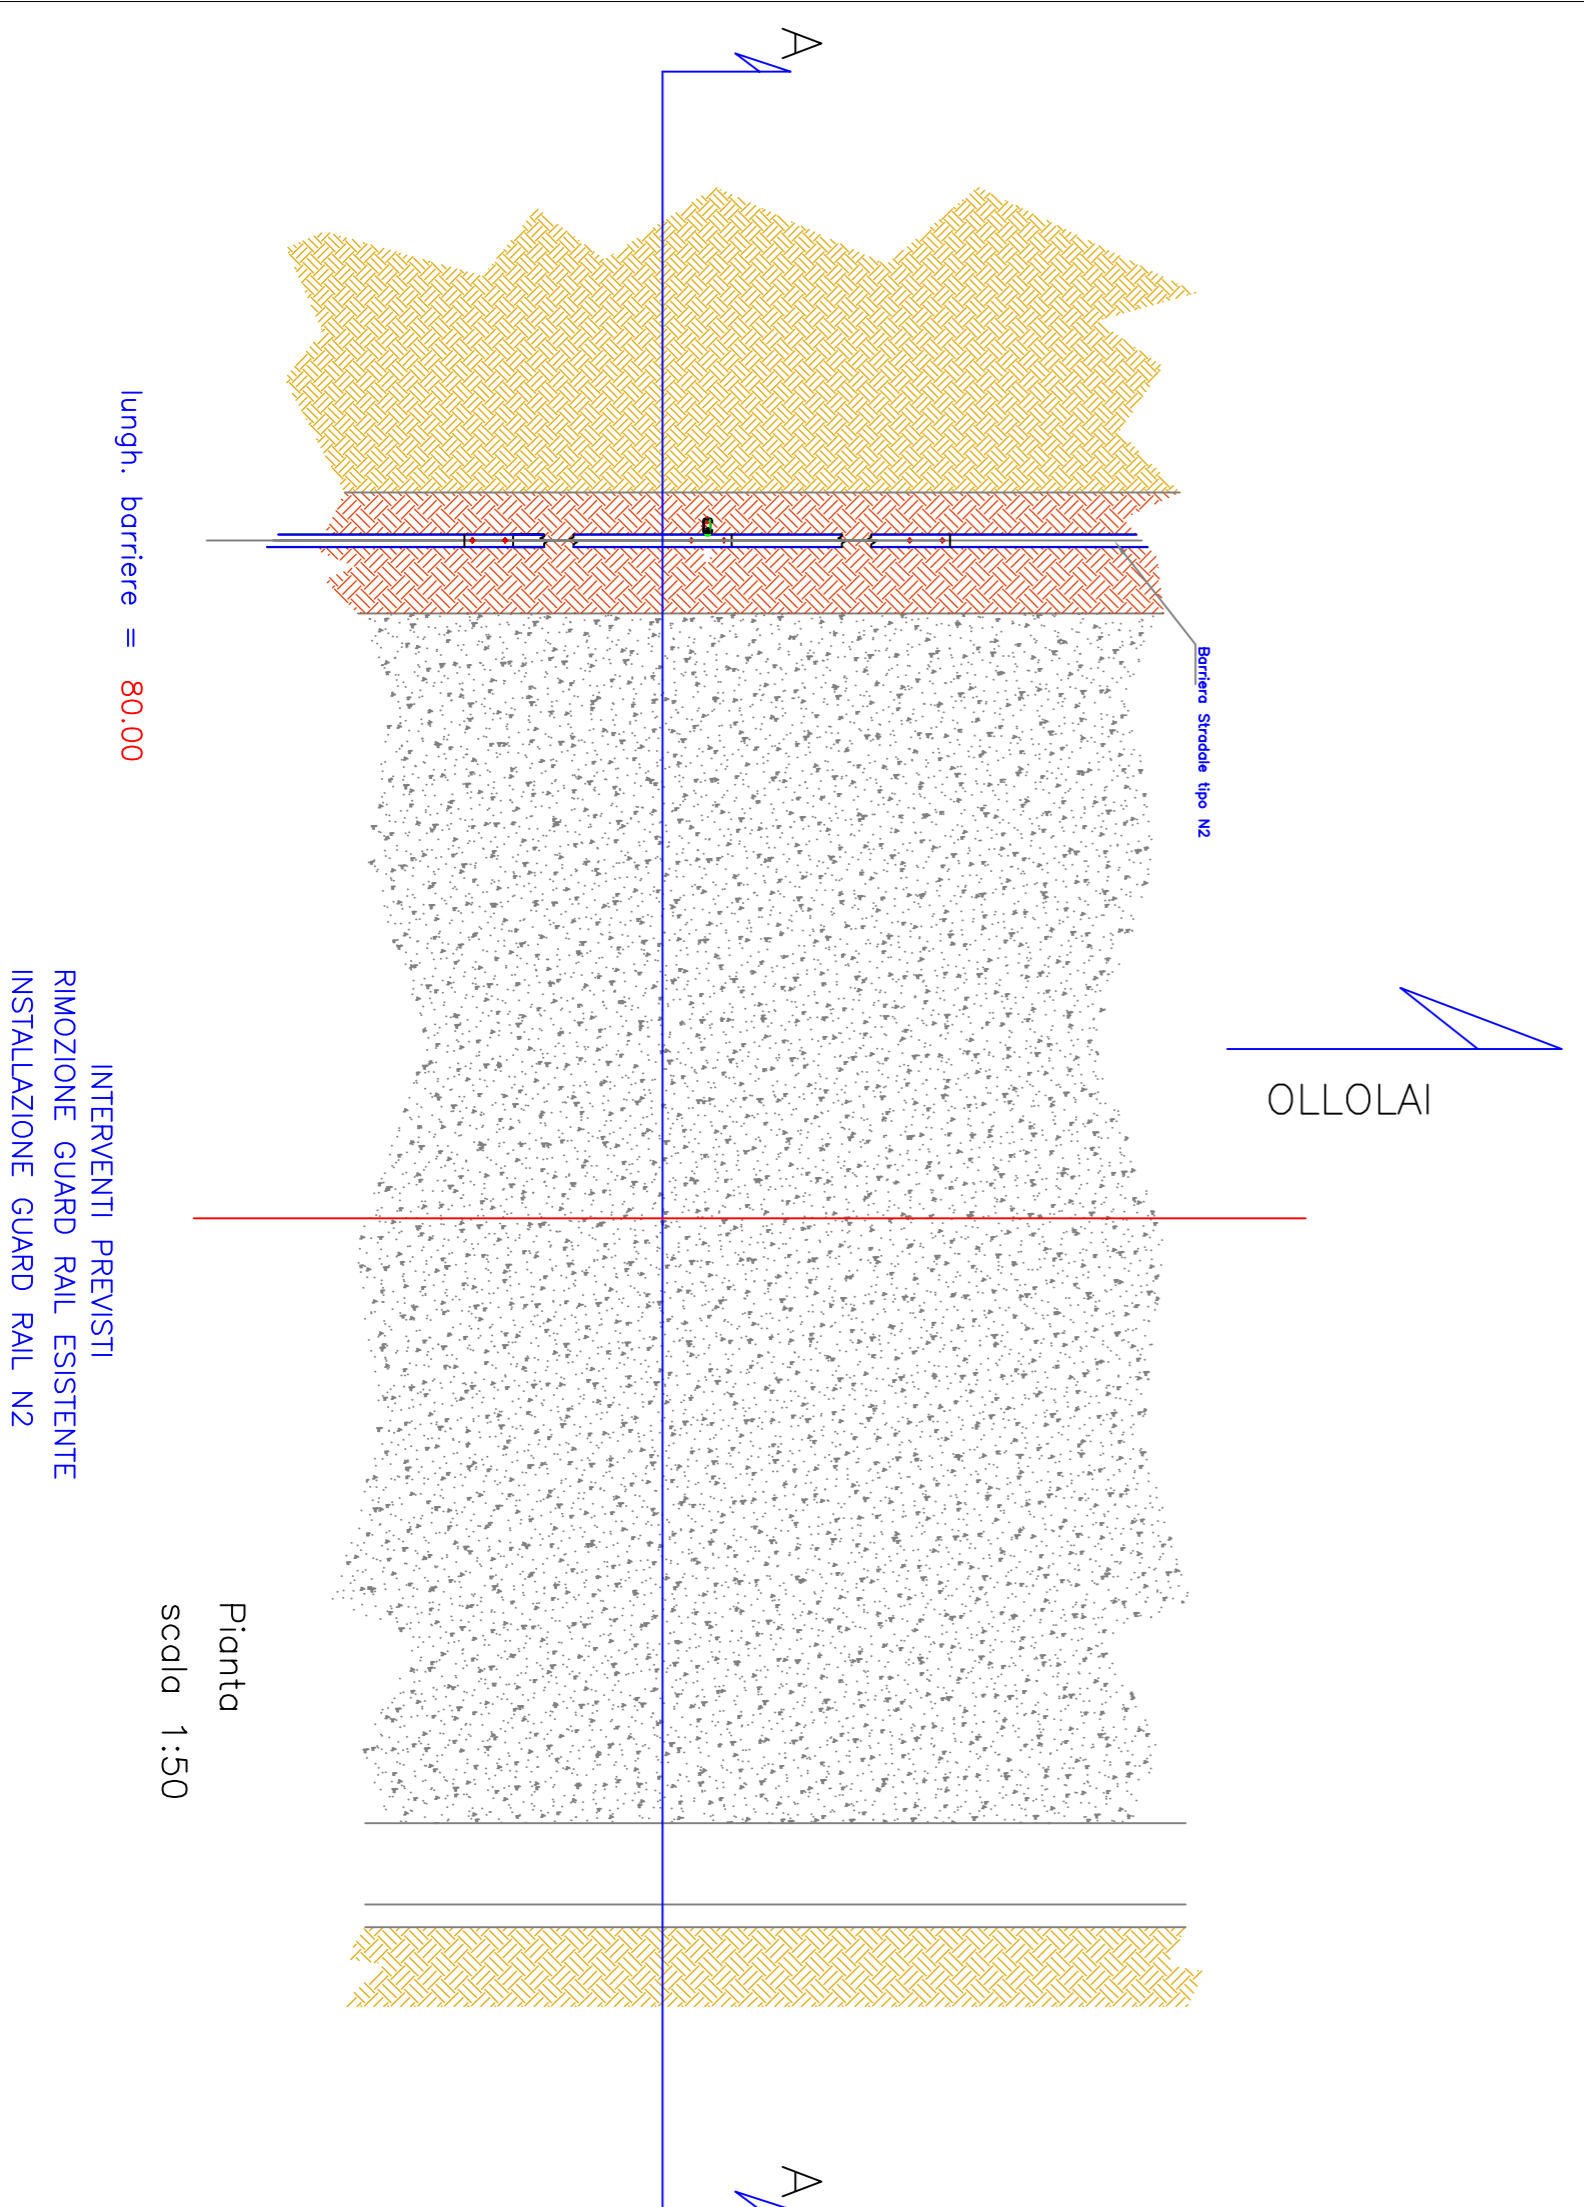 A
OLLOLAI
Barriera Stradale tipo N2
A
Pianta
scala 1:50
lungh. barriere = 80.00
INTERVENTI PREVISTI
RIMOZIONE GUARD RAIL ESISTENTE
INSTALLAZIONE GUARD RAIL N2